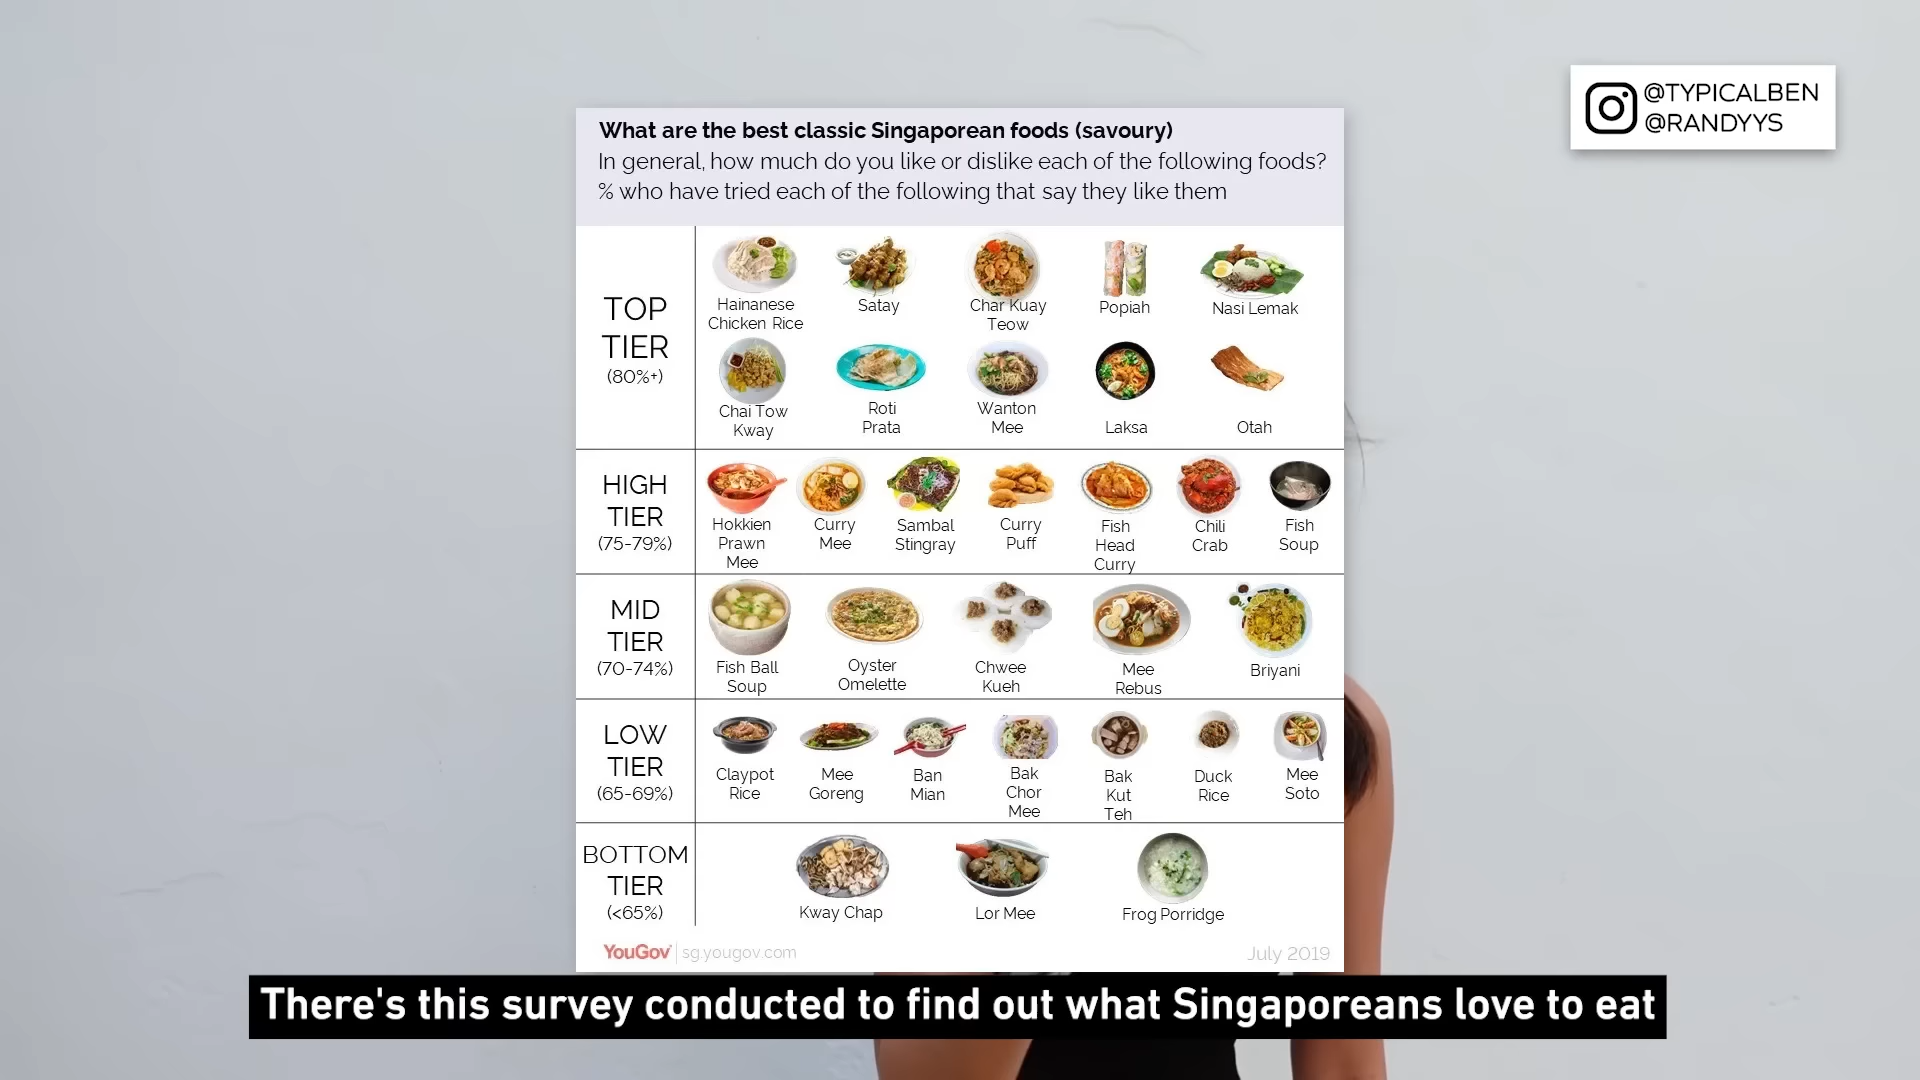 @TYPICALBEN
@RANDYYS
What are the best classic Singaporean foods (savoury)
In general, how much do you like or dislike each of the following foods?
% who have tried each of the following that say they like them
TOP
TIER
(80%+)
Hainanese
Chicken Rice
Satay
Char Kuay
Teow
Popiah
Nasi Lemak
Chai Tow
Kway
Roti
Prata
Wanton
Mee
Laksa
Otah
HIGH
TIER
(75-79%)
Hokkien
Prawn
Mee
Curry
Mee
Sambal
Stingray
Curry
Puff
Fish
Head
Curry
Chili
Crab
Fish
Soup
MID
TIER
(70-74%)
Fish Ball
Soup
Oyster
Omelette
Chwee
Kueh
Mee
Rebus
Briyani
LOW
TIER
(65-69%)
Claypot
Rice
Mee
Goreng
Ban
Mian
Bak
Chor
Mee
Bak
Kut
Teh
Duck
Rice
Mee
Soto
BOTTOM
TIER
(<65%)
Kway Chap
Lor Mee
Frog Porridge
YouGov | sg.yougov.com
July 2019
There's this survey conducted to find out what Singaporeans love to eat